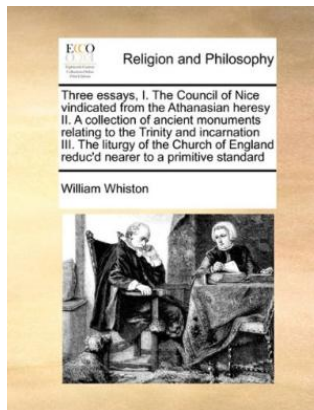 ECCO
Religion and Philosophy
Three essays, I. The Council of Nice
vindicated from the Athanasian heresy
II. A collection of ancient monuments
relating to the Trinity and incarnation
III. The liturgy of the Church of England
reduc'd nearer to a primitive standard
William Whiston